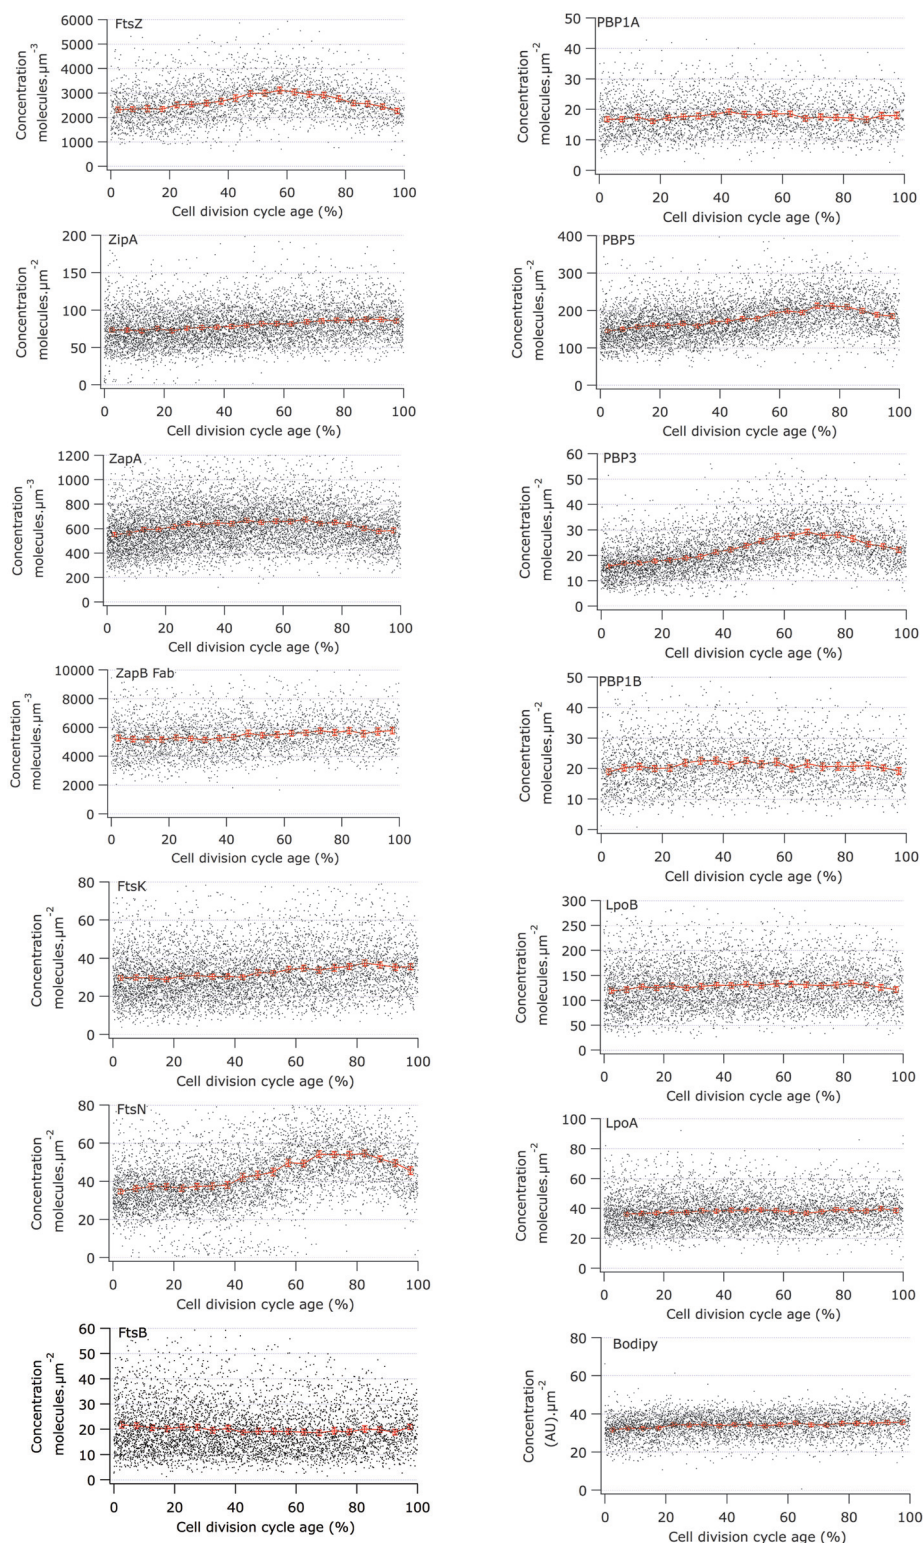 FtsZ
6000
5000
4000
3000
2000
1000
0
Concentration
molecules.µm⁻³
0 20 40 60 80 100
Cell division cycle age (%)
ZipA
200
150
100
50
0
Concentration
molecules.µm⁻²
0 20 40 60 80 100
Cell division cycle age (%)
ZapA
1200
1000
800
600
400
200
0
Concentration
molecules.µm⁻³
0 20 40 60 80 100
Cell division cycle age (%)
ZapB Fab
10000
8000
6000
4000
2000
0
Concentration
molecules.µm⁻³
0 20 40 60 80 100
Cell division cycle age (%)
FtsK
80
60
40
20
0
Concentration
molecules.µm⁻²
0 20 40 60 80 100
Cell division cycle age (%)
FtsN
80
60
40
20
0
Concentration
molecules.µm⁻²
0 20 40 60 80 100
Cell division cycle age (%)
FtsB
60
50
40
30
20
10
0
Concentration
molecules.µm⁻²
0 20 40 60 80 100
Cell division cycle age (%)
PBP1A
50
40
30
20
10
0
Concentration
molecules.µm⁻²
0 20 40 60 80 100
Cell division cycle age (%)
PBP5
400
300
200
100
0
Concentration
molecules.µm⁻²
0 20 40 60 80 100
Cell division cycle age (%)
PBP3
60
50
40
30
20
10
0
Concentration
molecules.µm⁻²
0 20 40 60 80 100
Cell division cycle age (%)
PBP1B
50
40
30
20
10
0
Concentration
molecules.µm⁻²
0 20 40 60 80 100
Cell division cycle age (%)
LpoB
300
250
200
150
100
50
0
Concentration
molecules.µm⁻²
0 20 40 60 80 100
Cell division cycle age (%)
LpoA
100
80
60
40
20
0
Concentration
molecules.µm⁻²
0 20 40 60 80 100
Cell division cycle age (%)
Bodipy
80
60
40
20
0
Concentration
(AU).µm⁻²
0 20 40 60 80 100
Cell division cycle age (%)